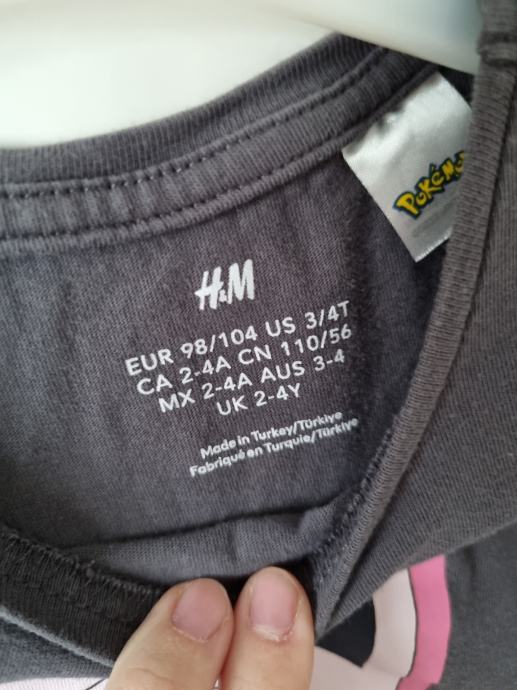 Pokémon
H&M
EUR 98/104 US 3/4T
CA 2-4A CN 110/56
MX 2-4A AUS 3-4
UK 2-4Y
Made in Turkey/Türkiye
Fabriqué en Turquie/Türkiye